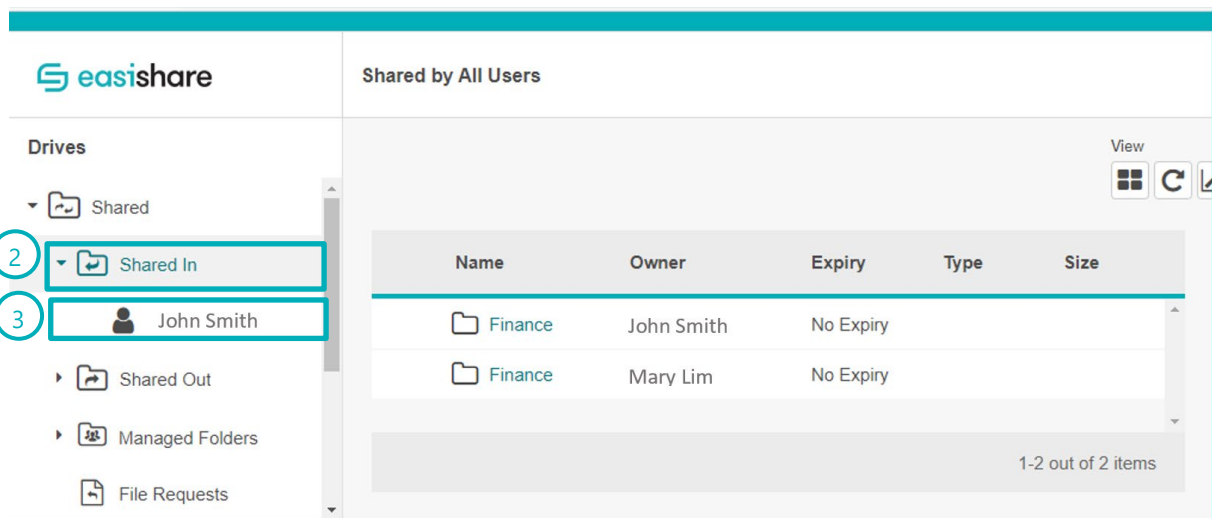 easishare
Shared by All Users
Drives
View
Shared
2
Shared In
3
John Smith
Shared Out
Managed Folders
File Requests
Name Owner Expiry Type Size
Finance John Smith No Expiry
Finance Mary Lim No Expiry
1-2 out of 2 items